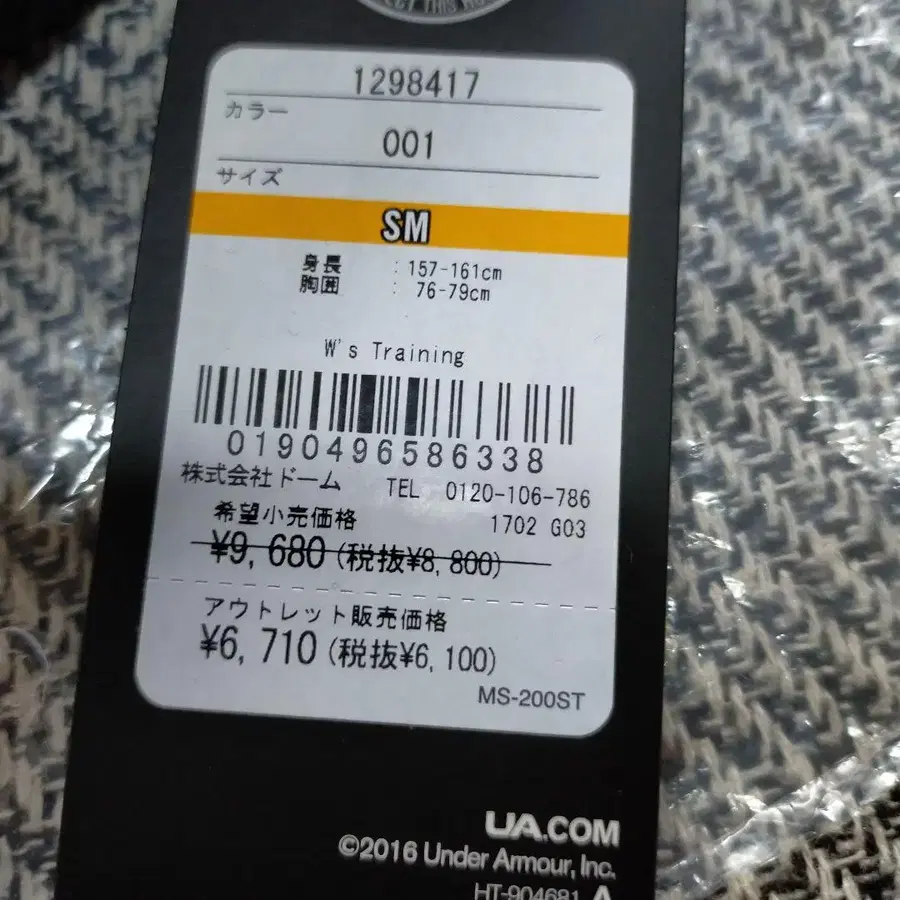 1298417
カラー
001
サイズ
SM
身長 : 157-161cm
胸囲 : 76-79cm
W's Training
0190496586338
株式会社ドーム TEL 0120-106-786
希望小売価格 1702 G03
¥9,680(税抜¥8,800)
アウトレット販売価格
¥6,710(税抜¥6,100)
MS-200ST
UA.COM
©2016 Under Armour, Inc.
HT-904681 A